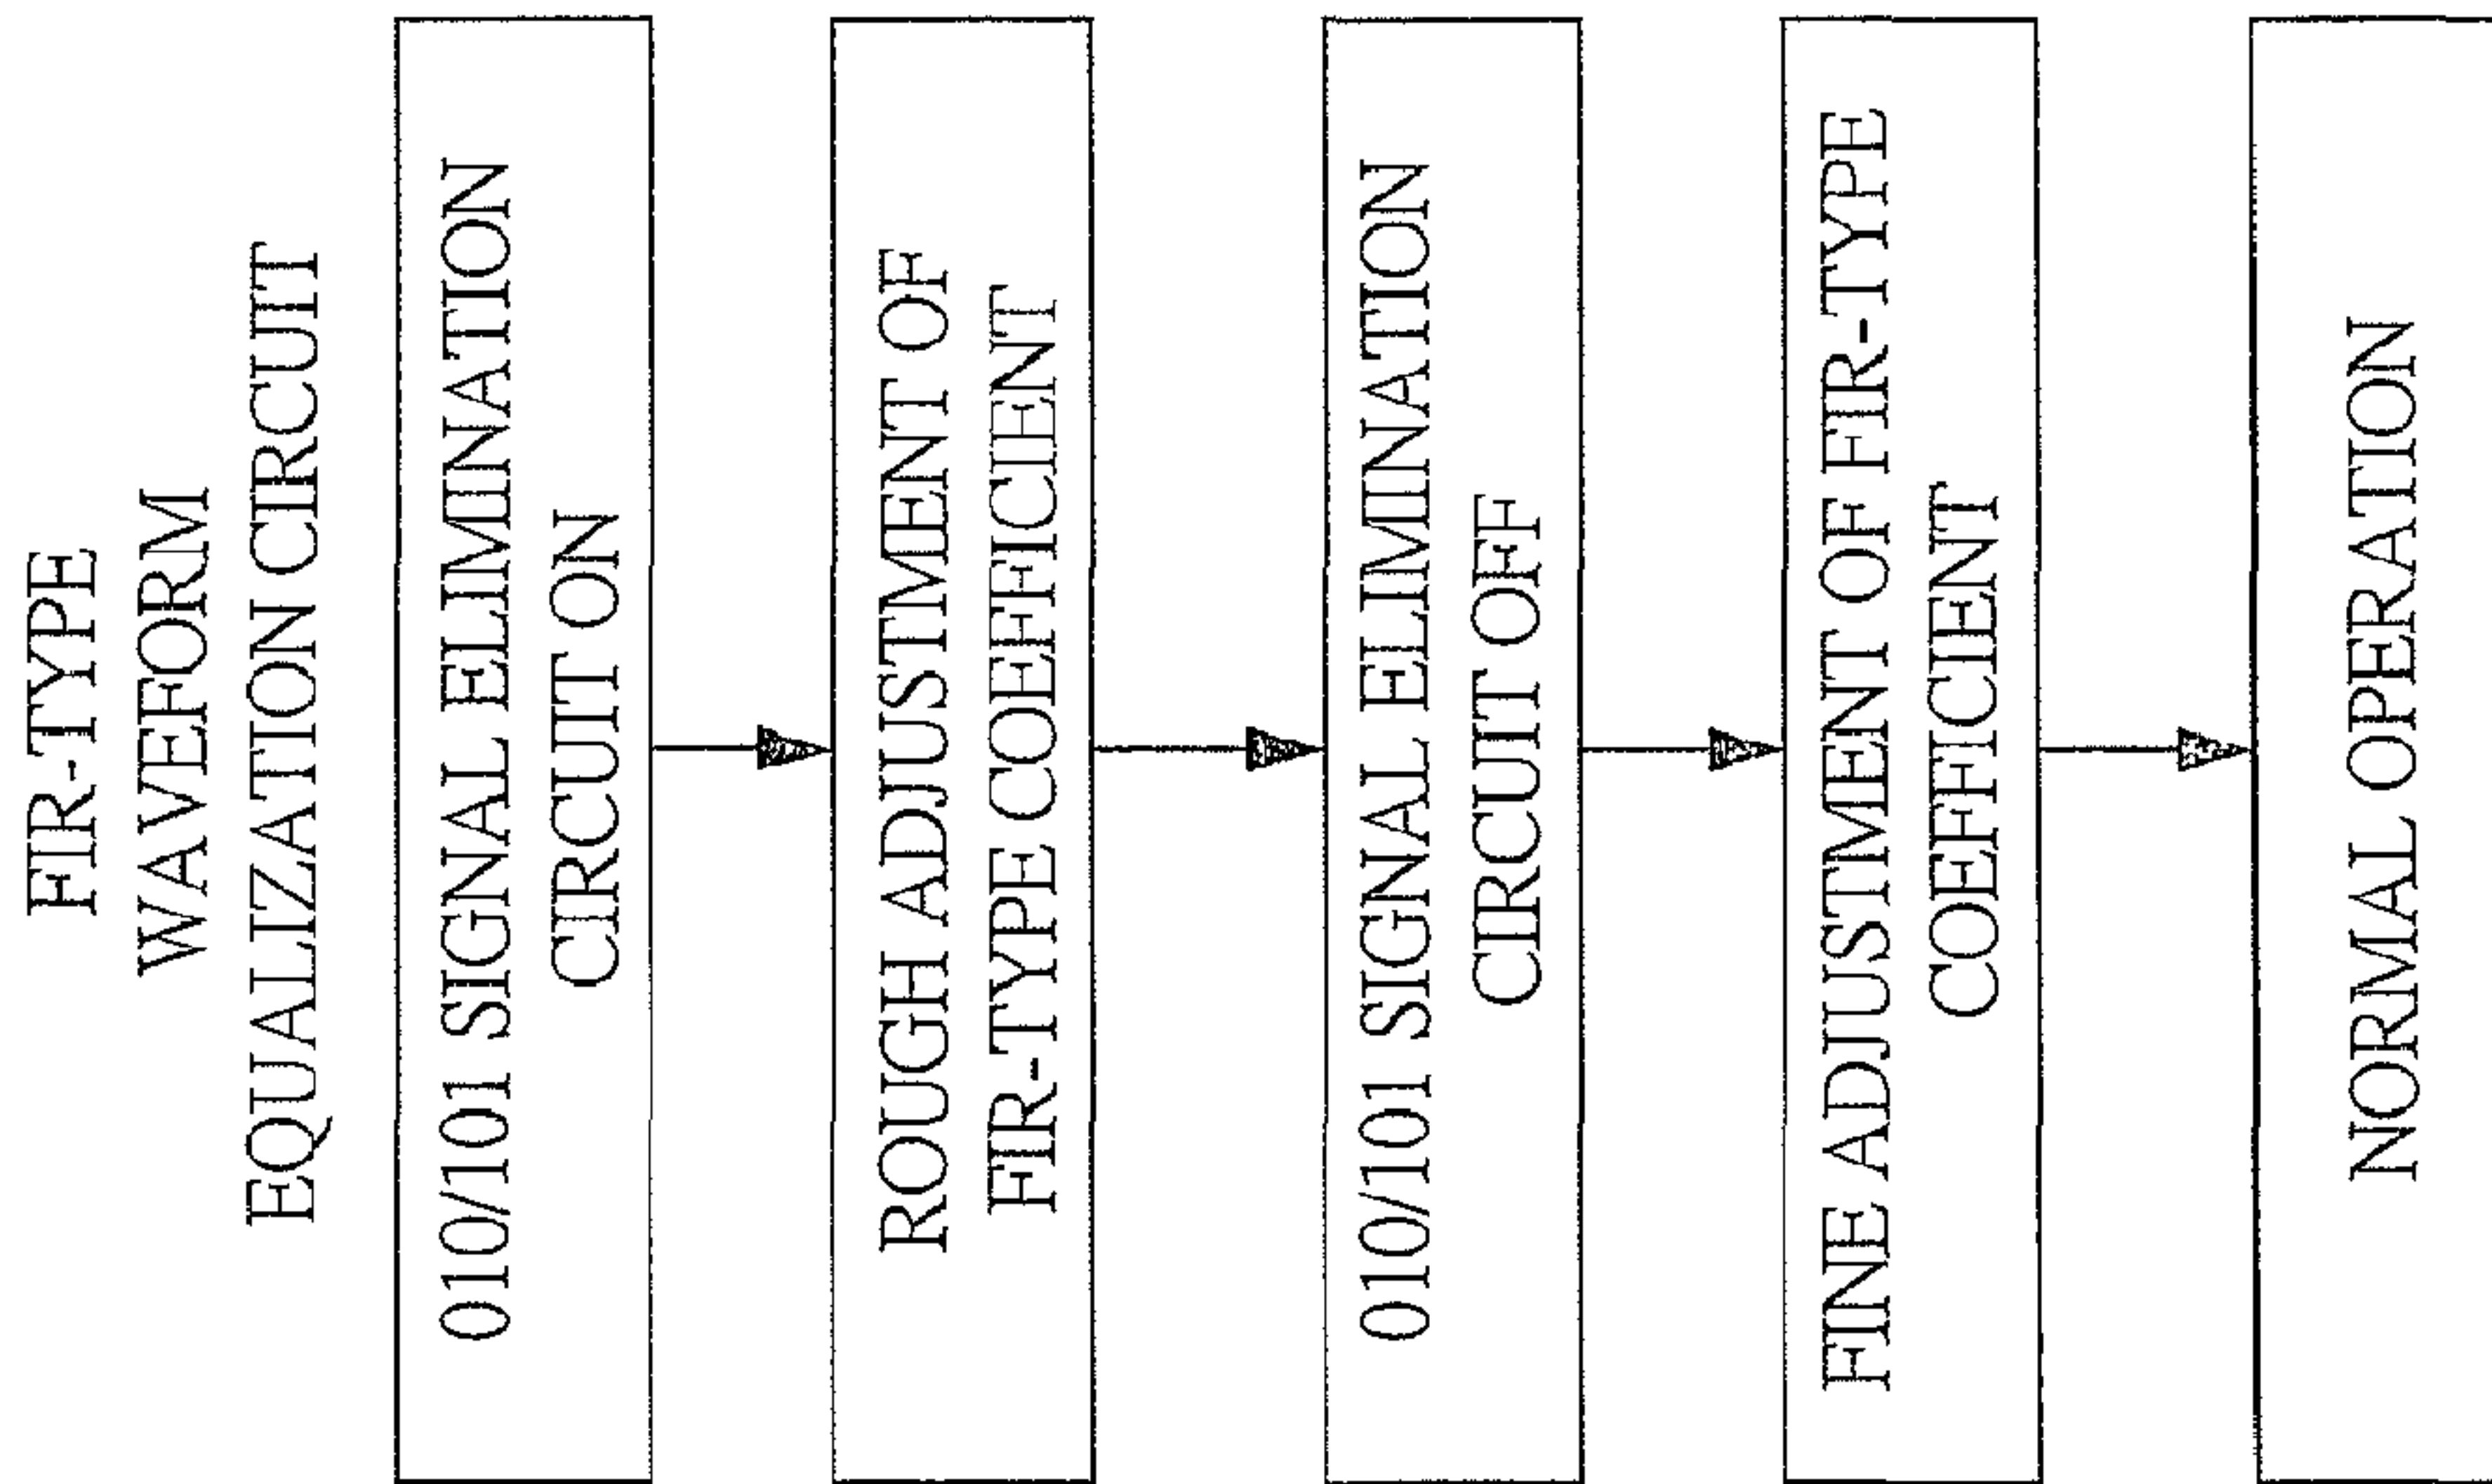 FIR-TYPE
WAVEFORM
EQUALIZATION CIRCUIT
010/101 SIGNAL ELIMINATION
CIRCUIT ON
ROUGH ADJUSTMENT OF
FIR-TYPE COEFFICIENT
010/101 SIGNAL ELIMINATION
CIRCUIT OFF
FINE ADJUSTMENT OF FIR-TYPE
COEFFICIENT
NORMAL OPERATION